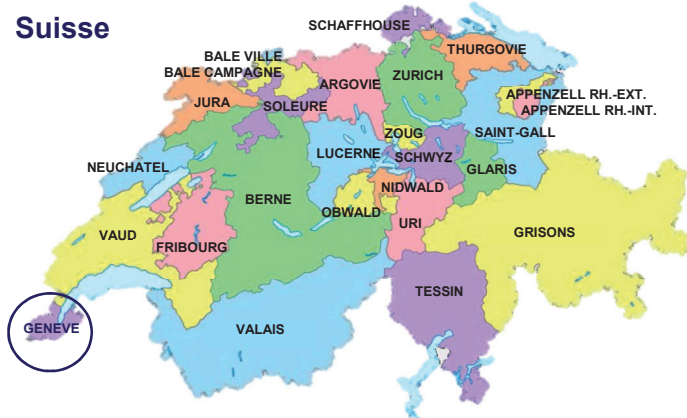 Suisse
SCHAFFHOUSE
BALE VILLE
THURGOVIE
BALE CAMPAGNE
ARGOVIE
ZURICH
JURA
SOLEURE
APPENZELL RH.-EXT.
APPENZELL RH.-INT.
ZOUG
SAINT-GALL
NEUCHATEL
LUCERNE
SCHWYZ
GLARIS
BERNE
NIDWALD
OBWALD
URI
VAUD
FRIBOURG
GRISONS
TESSIN
GENEVE
VALAIS